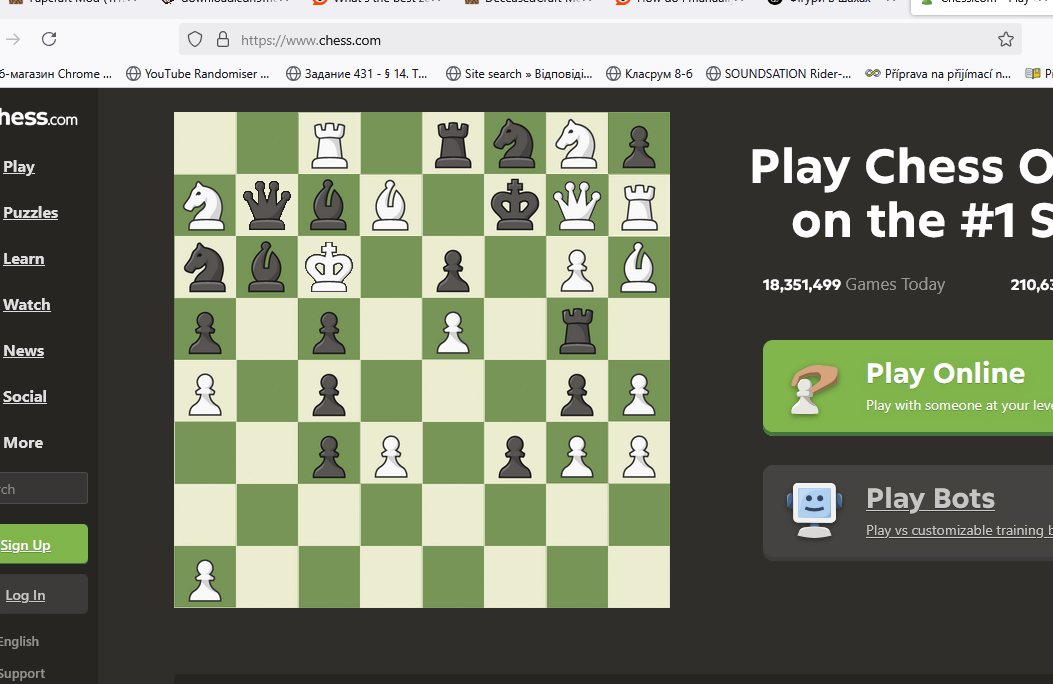 https://www.chess.com
б-магазин Chrome ... YouTube Randomiser ... Задание 431 - § 14. Т... Site search » Відповіді... Класрум 8-б SOUNDSATION Rider-... Příprava na přijímací n...
hess.com
Play
Puzzles
Learn
Watch
News
Social
More
rch
Sign Up
Log In
English
Support
Play Chess O
on the #1 S
18,351,499 Games Today 210,63
Play Online
Play with someone at your leve
Play Bots
Play vs customizable training b